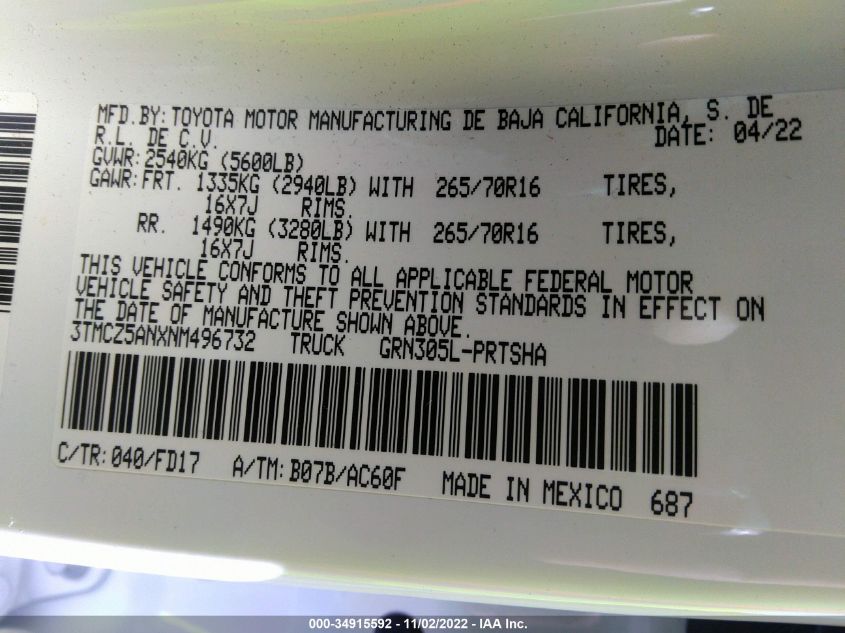 MFD.BY:TOYOTA MOTOR MANUFACTURING DE BAJA CALIFORNIA, S. DE
R.L. DE C.V. DATE: 04/22
GVWR:2540KG (5600LB)
GAWR:FRT. 1335KG (2940LB) WITH 265/70R16 TIRES,
16X7J RIMS.
RR. 1490KG (3280LB) WITH 265/70R16 TIRES,
16X7J RIMS.
THIS VEHICLE CONFORMS TO ALL APPLICABLE FEDERAL MOTOR
VEHICLE SAFETY AND THEFT PREVENTION STANDARDS IN EFFECT ON
THE DATE OF MANUFACTURE SHOWN ABOVE.
3TMCZ5ANXNM496732 TRUCK GRN305L-PRTSHA
C/TR:040/FD17 A/TM:B07B/AC60F MADE IN MEXICO 687
000-34915592 - 11/02/2022 - IAA Inc.